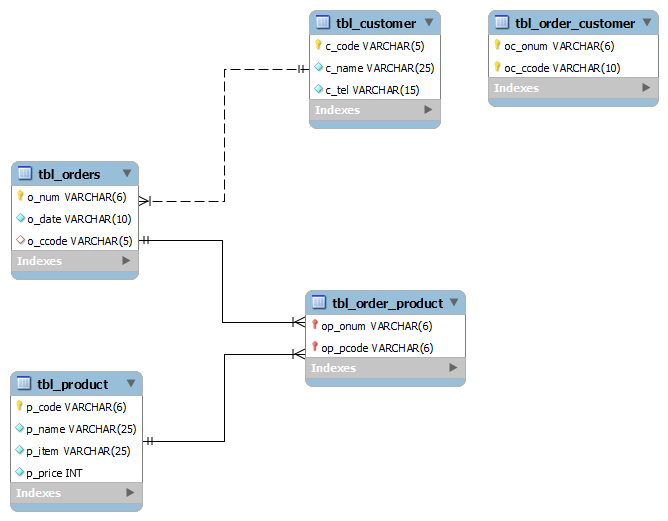 tbl_customer
c_code VARCHAR(5)
c_name VARCHAR(25)
c_tel VARCHAR(15)
Indexes
tbl_order_customer
oc_onum VARCHAR(6)
oc_ccode VARCHAR(10)
Indexes
tbl_orders
o_num VARCHAR(6)
o_date VARCHAR(10)
o_ccode VARCHAR(5)
Indexes
tbl_order_product
op_onum VARCHAR(6)
op_pcode VARCHAR(6)
Indexes
tbl_product
p_code VARCHAR(6)
p_name VARCHAR(25)
p_item VARCHAR(25)
p_price INT
Indexes